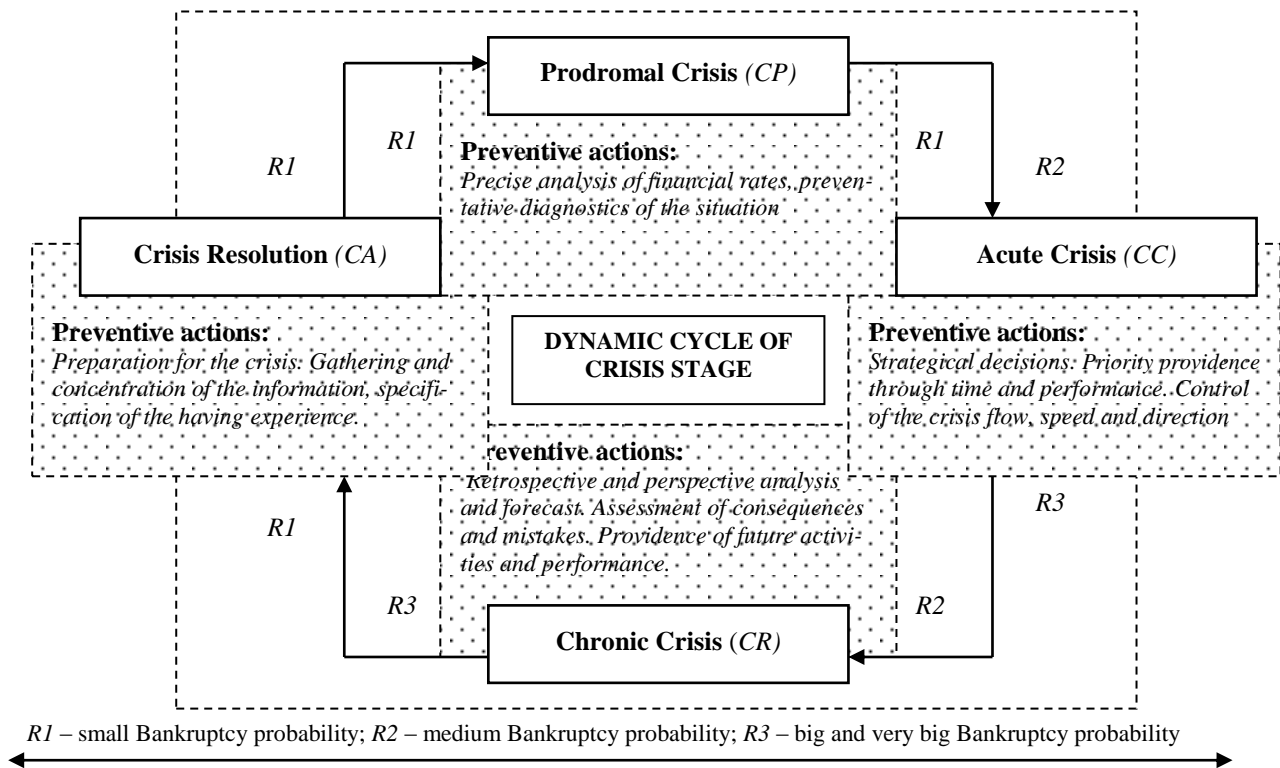 Prodromal Crisis (CP)
R1
R1
R1
R2
Preventive actions:
Precise analysis of financial rates, preven-
tative diagnostics of the situation
Crisis Resolution (CA)
Acute Crisis (CC)
Preventive actions:
Preparation for the crisis. Gathering and
concentration of the information, specifi-
cation of the having experience.
DYNAMIC CYCLE OF
CRISIS STAGE
Preventive actions:
Strategical decisions. Priority providence
through time and performance. Control
of the crisis flow, speed and direction
reventive actions:
Retrospective and perspective analysis
and forecast. Assessment of consequences
and mistakes. Providence of future activi-
ties and performance.
R1
R3
R3
R2
Chronic Crisis (CR)
R1 – small Bankruptcy probability; R2 – medium Bankruptcy probability; R3 – big and very big Bankruptcy probability